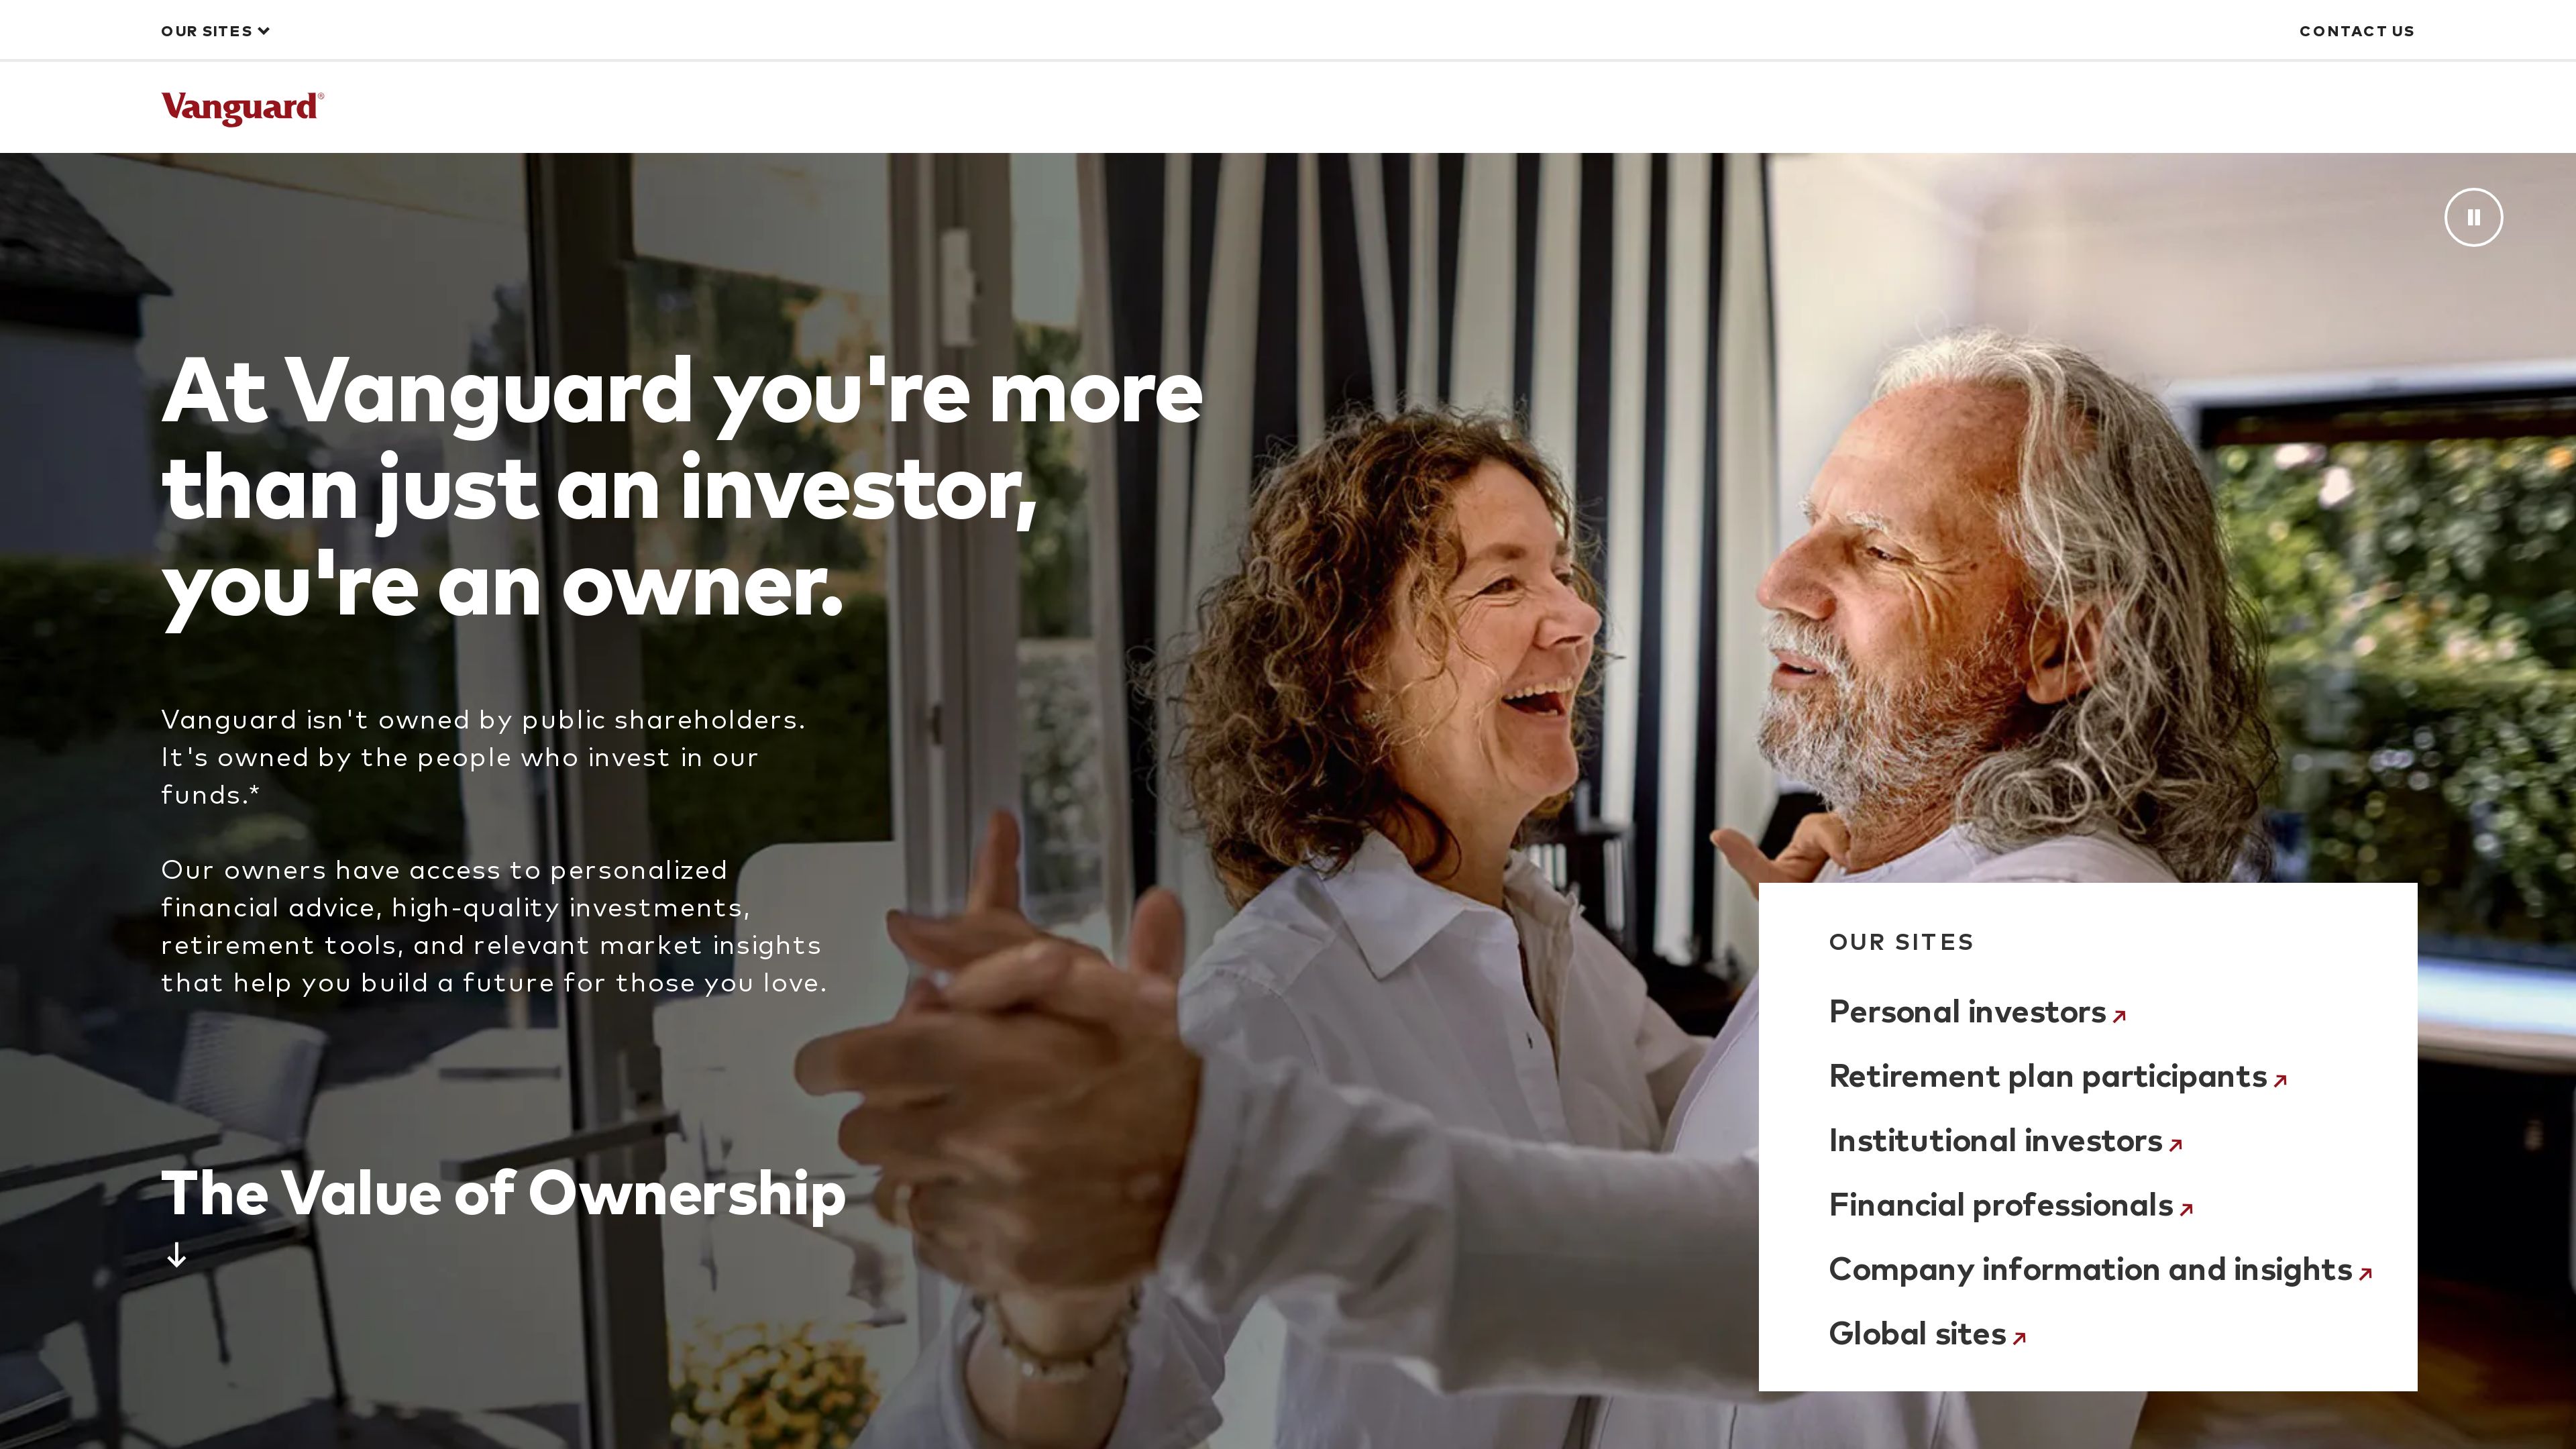 OUR SITES
CONTACT US
Vanguard®
At Vanguard you're more
than just an investor,
you're an owner.
Vanguard isn't owned by public shareholders.
It's owned by the people who invest in our
funds.*
Our owners have access to personalized
financial advice, high-quality investments,
retirement tools, and relevant market insights
that help you build a future for those you love.
The Value of Ownership
OUR SITES
Personal investors
Retirement plan participants
Institutional investors
Financial professionals
Company information and insights
Global sites